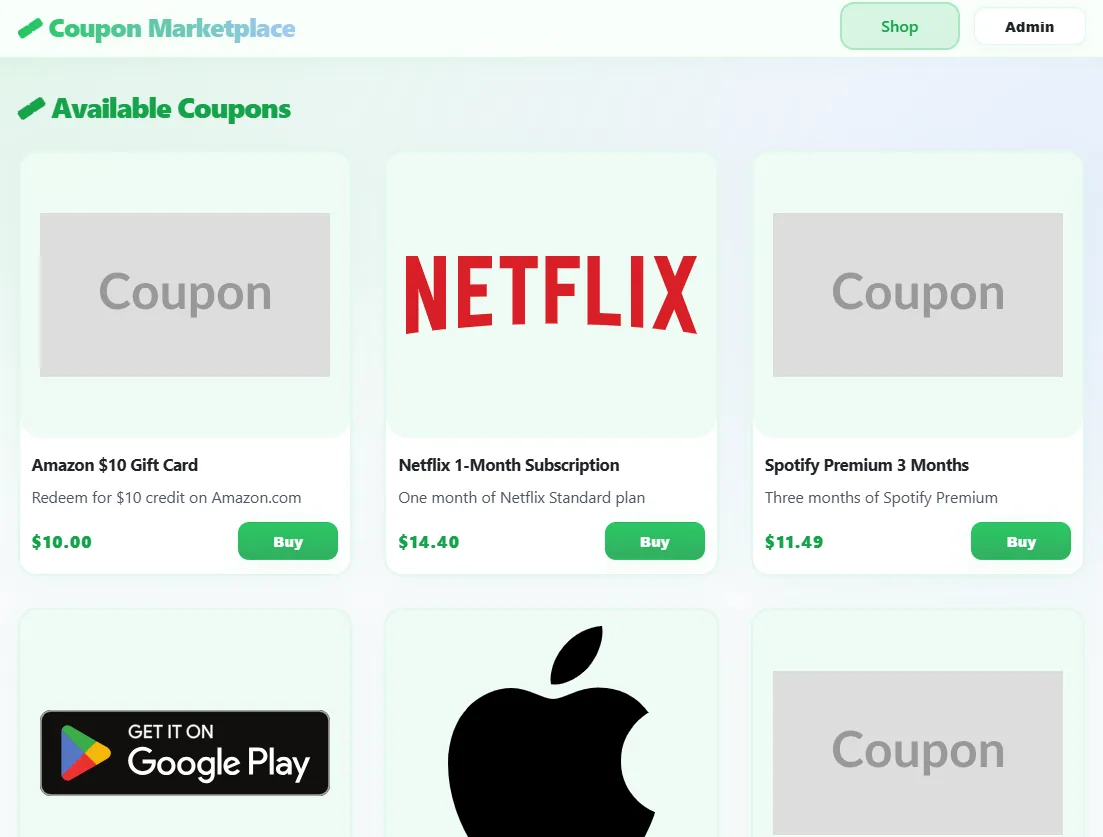 Coupon Marketplace
Shop
Admin
Available Coupons
Coupon
NETFLIX
Coupon
Amazon $10 Gift Card
Netflix 1-Month Subscription
Spotify Premium 3 Months
Redeem for $10 credit on Amazon.com
One month of Netflix Standard plan
Three months of Spotify Premium
$10.00
Buy
$14.40
Buy
$11.49
Buy
GET IT ON
Google Play
Coupon